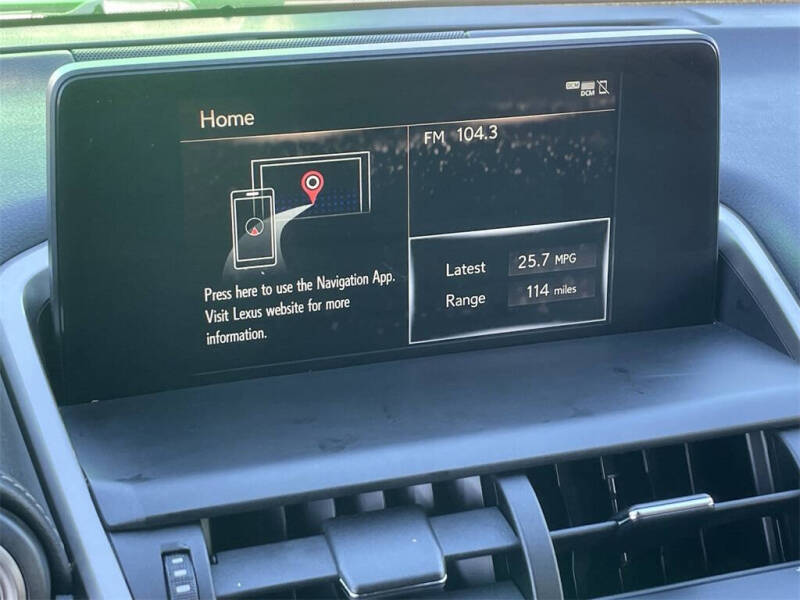 DCM
DCM
Home
FM 104.3
Press here to use the Navigation App.
Visit Lexus website for more
information.
Latest 25.7 MPG
Range 114 miles